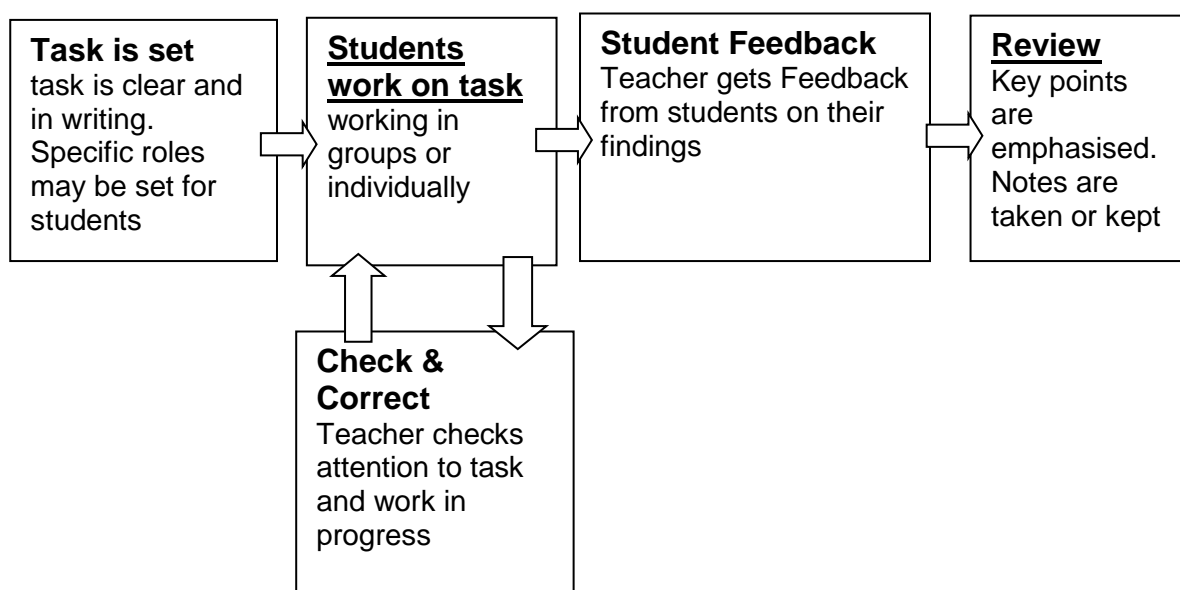 Task is set
task is clear and
in writing.
Specific roles
may be set for
students
Students
work on task
working in
groups or
individually
Student Feedback
Teacher gets Feedback
from students on their
findings
Review
Key points
are
emphasised.
Notes are
taken or kept
Check &
Correct
Teacher checks
attention to task
and work in
progress